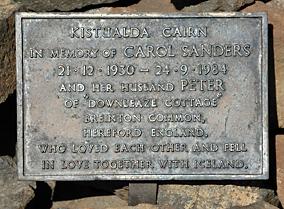 KISTUALDA CAIRN
IN MEMORY OF CAROL SANDERS
21·12·1930 – 24·9·1984
AND HER HUSBAND PETER
OF 'DOWNLEAZE COTTAGE'
BREINTON COMMON,
HEREFORD ENGLAND,
WHO LOVED EACH OTHER AND FELL
IN LOVE TOGETHER WITH ICELAND.